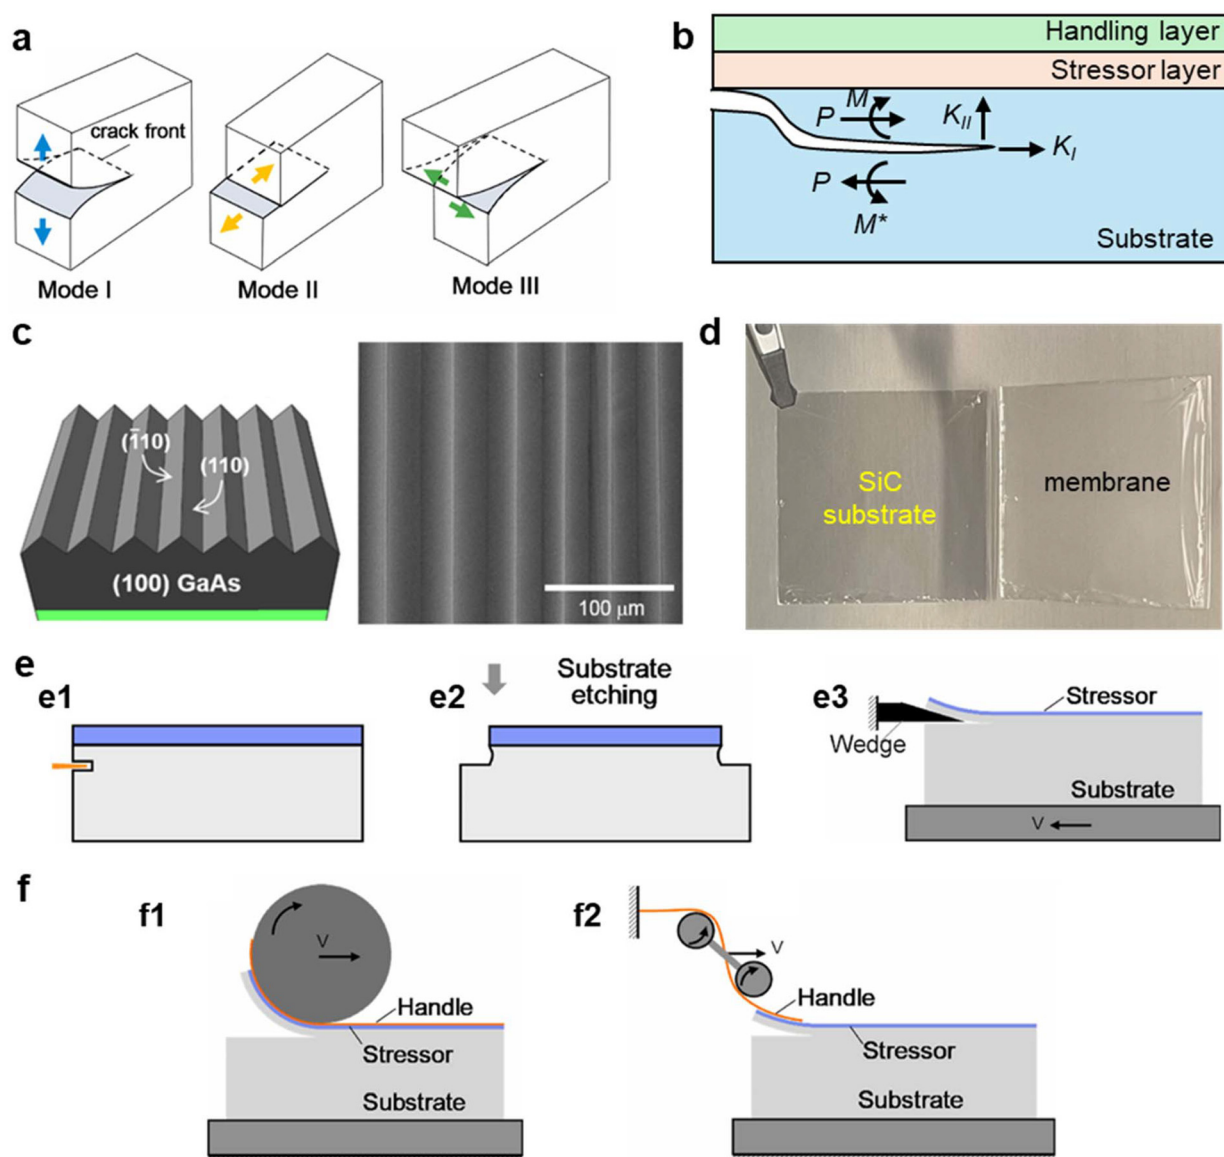 a
crack front
Mode I
Mode II
Mode III
b
Handling layer
Stressor layer
M
P
K_{II}
K_I
P
M*
Substrate
c
(1̄10)
(110)
(100) GaAs
100 μm
d
SiC
substrate
membrane
e
e1
e2
Substrate
etching
e3
Stressor
Wedge
Substrate
V
f
f1
V
Handle
Stressor
Substrate
f2
V
Handle
Stressor
Substrate